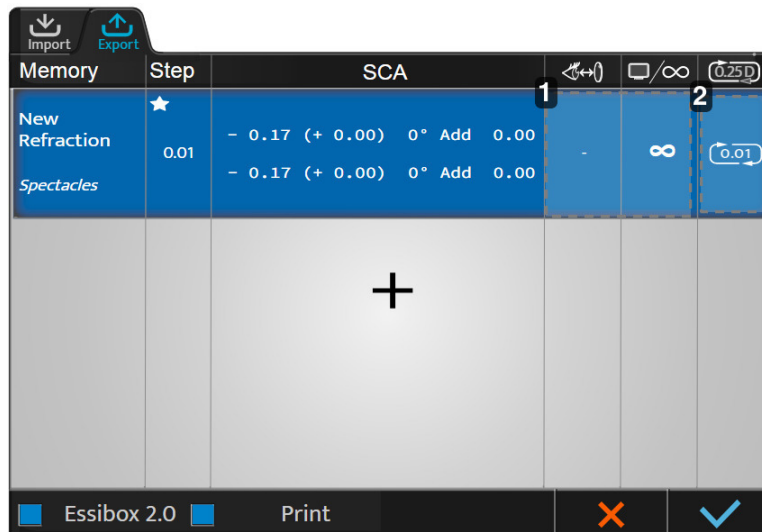 Import Export
Memory Step SCA /∞ 0.25D
1 2
New
Refraction
Spectacles
0.01
- 0.17 (+ 0.00) 0° Add 0.00
- 0.17 (+ 0.00) 0° Add 0.00
- ∞ 0.01
+
Essibox 2.0 Print